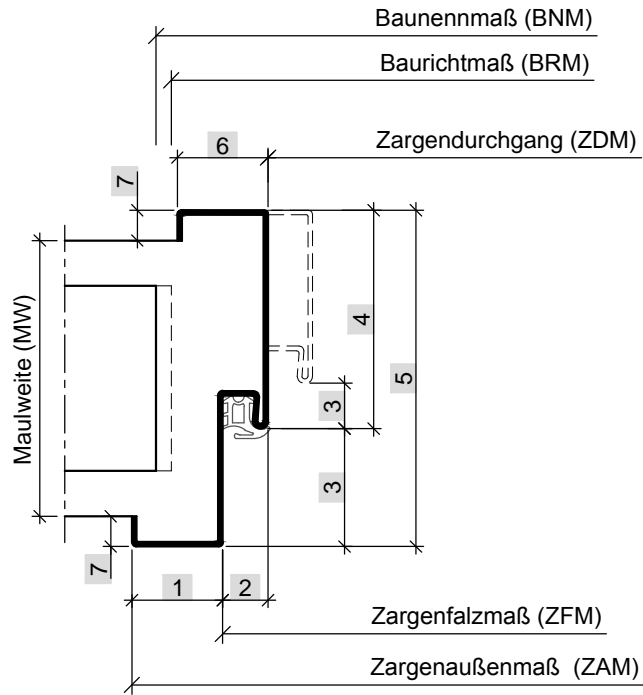 Baunennmaß (BNM)
Baurichtmaß (BRM)
6
Zargendurchgang (ZDM)
7
Maulweite (MW)
4
5
3
3
7
1
2
Zargenfalzmaß (ZFM)
Zargenaußenmaß (ZAM)